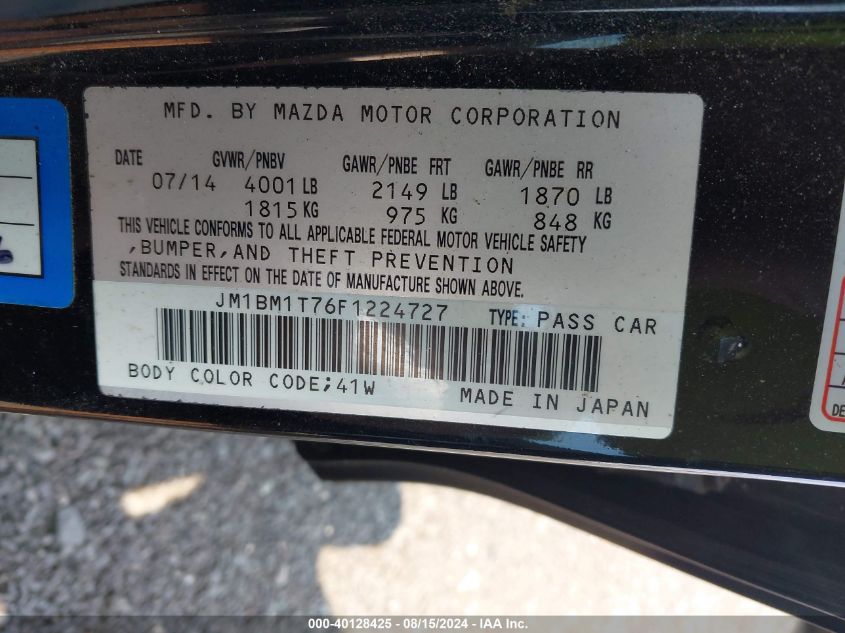 MFD. BY MAZDA MOTOR CORPORATION
DATE GVWR/PNBV GAWR/PNBE FRT GAWR/PNBE RR
07/14 4001 LB 2149 LB 1870 LB
1815 KG 975 KG 848 KG
THIS VEHICLE CONFORMS TO ALL APPLICABLE FEDERAL MOTOR VEHICLE SAFETY
,BUMPER,AND THEFT PREVENTION
STANDARDS IN EFFECT ON THE DATE OF MANUFACTURE SHOWN ABOVE.
JM1BM1T76F1224727 TYPE: PASS CAR
BODY COLOR CODE;41W MADE IN JAPAN
000-40128425 - 08/15/2024 - IAA Inc.